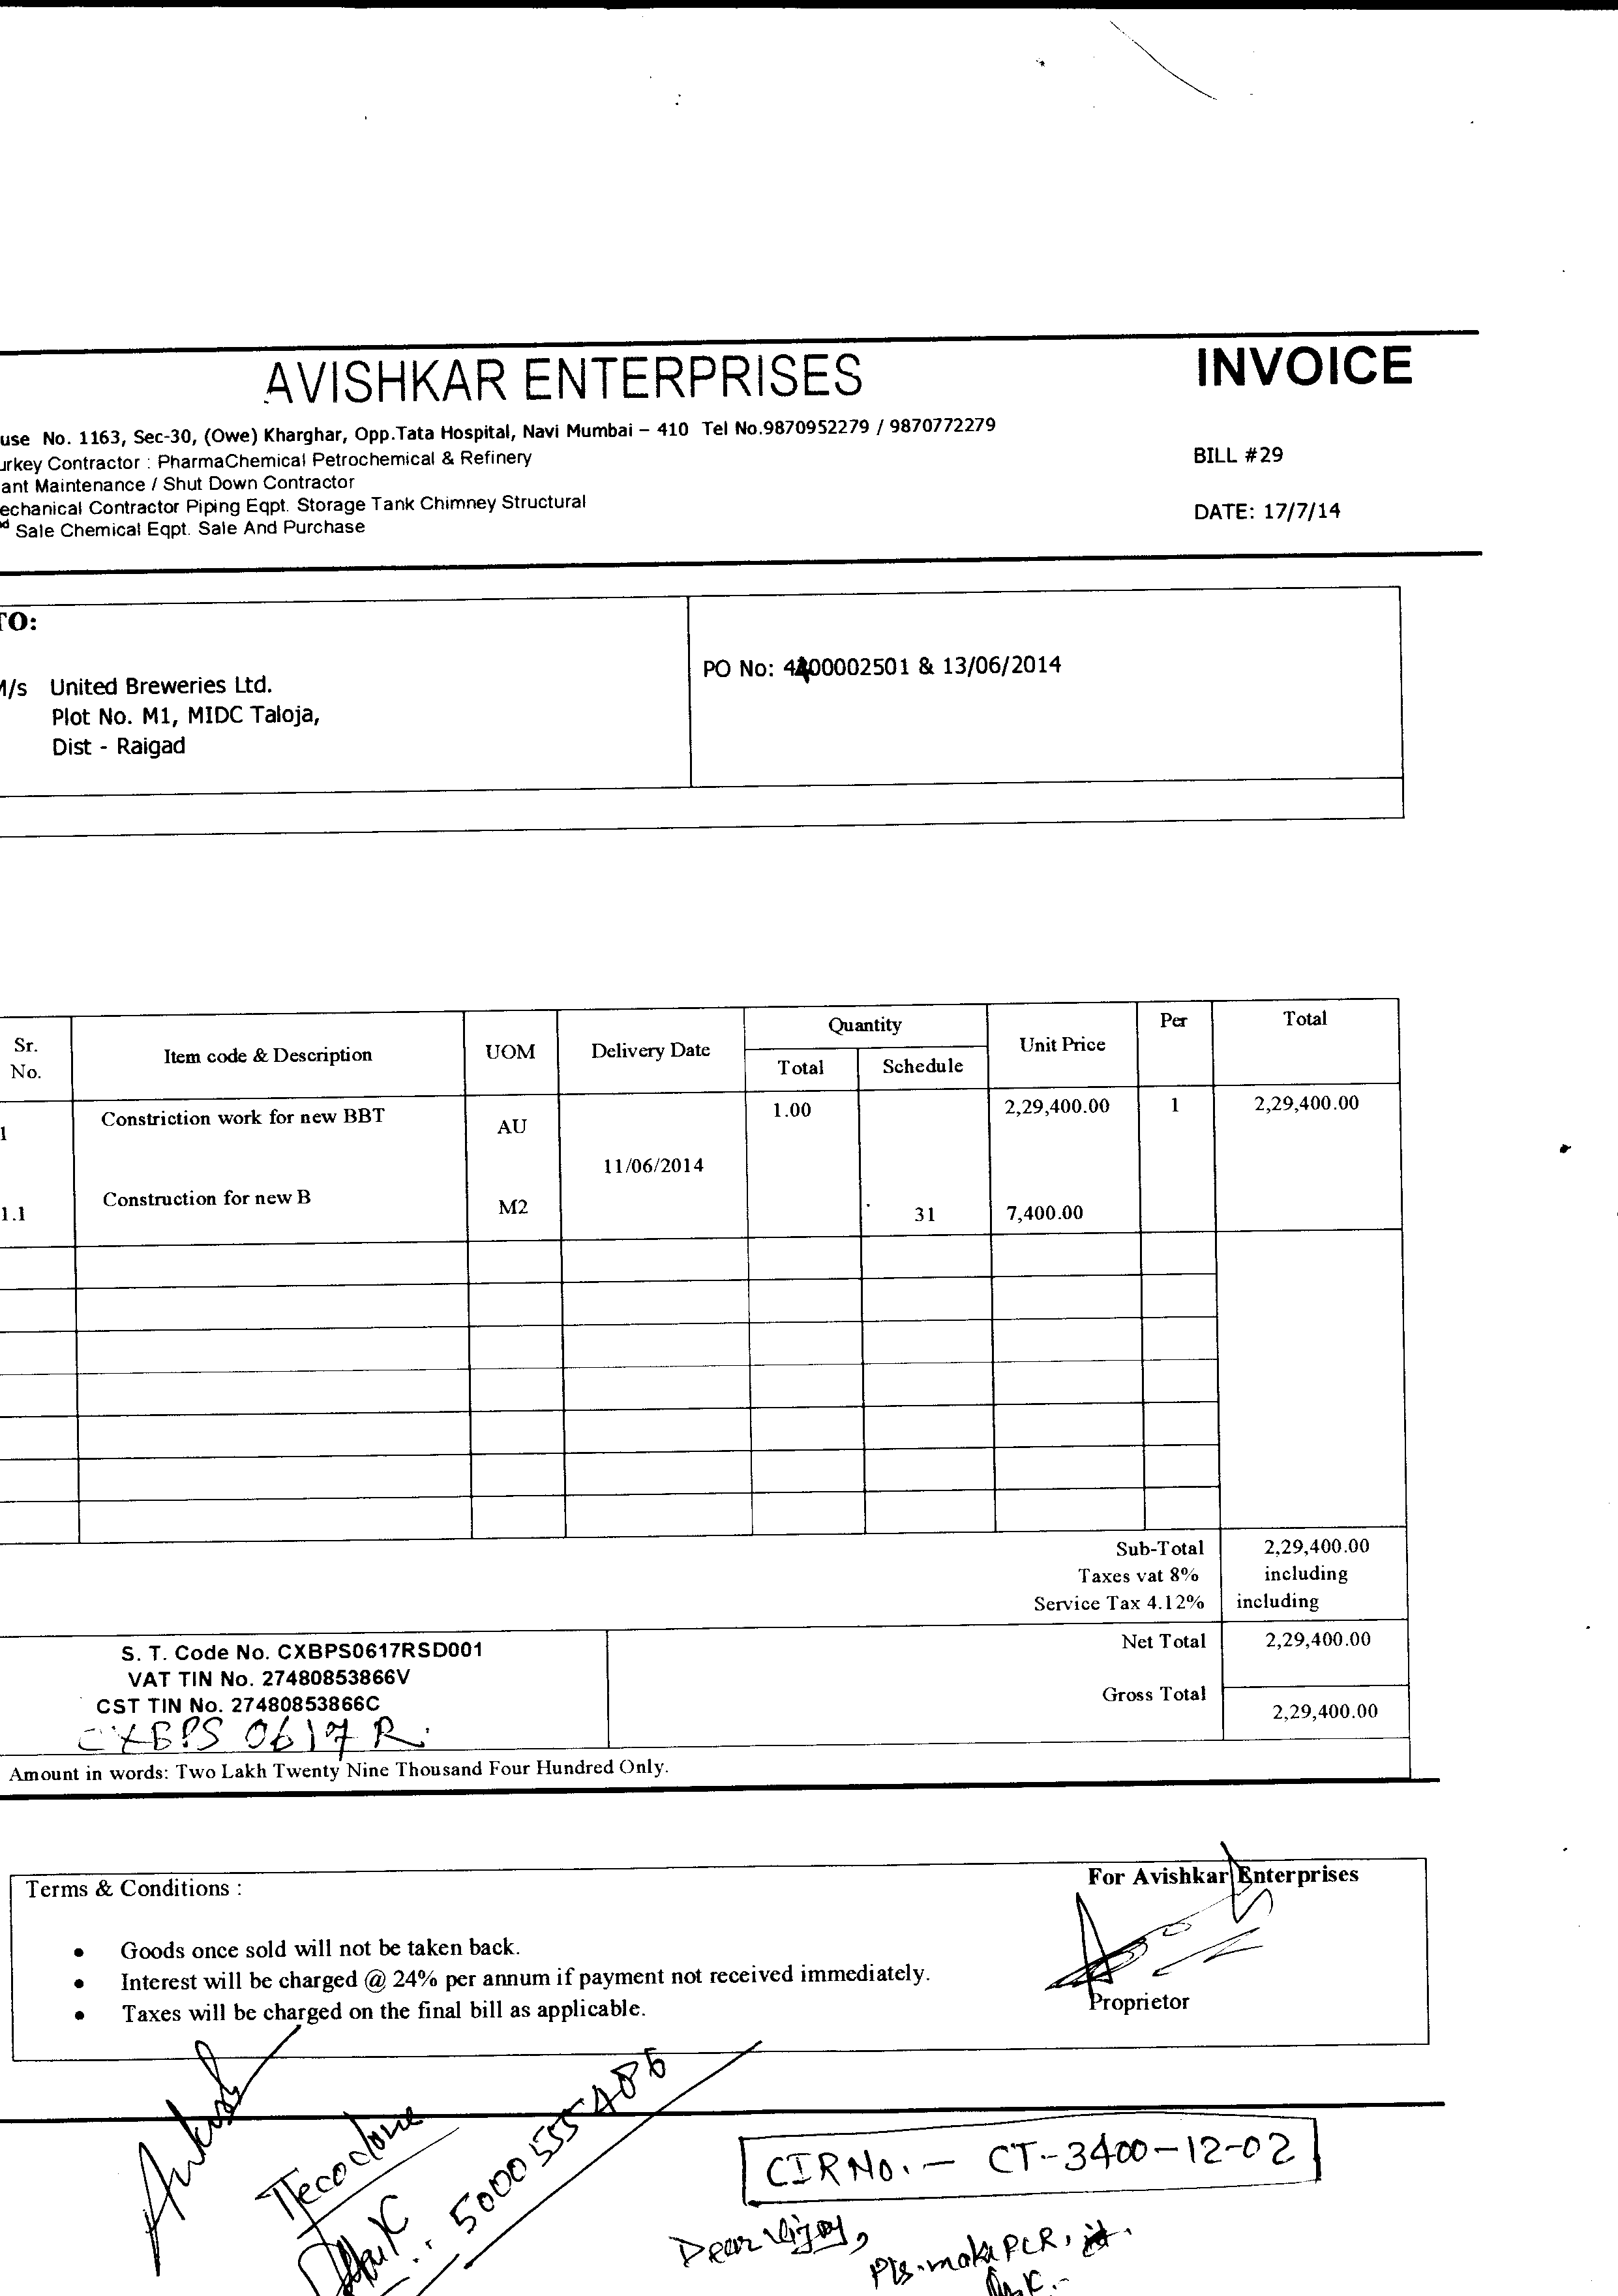 AVISHKAR ENTERPRISES
INVOICE
use No. 1163, Sec-30, (Owe) Kharghar, Opp.Tata Hospital, Navi Mumbai – 410 Tel No.9870952279 / 9870772279
urkey Contractor : PharmaChemical Petrochemical & Refinery
BILL #29
ant Maintenance / Shut Down Contractor
echanical Contractor Piping Eqpt. Storage Tank Chimney Structural
DATE: 17/7/14
d Sale Chemical Eqpt. Sale And Purchase
TO:
PO No: 4400002501 & 13/06/2014
M/s United Breweries Ltd.
Plot No. M1, MIDC Taloja,
Dist - Raigad
Sr. No. Item code & Description UOM Delivery Date Quantity Total Schedule Unit Price Per Total
1 Constriction work for new BBT AU 1.00 2,29,400.00 1 2,29,400.00
11/06/2014
1.1 Construction for new B M2 31 7,400.00
Sub-Total 2,29,400.00
Taxes vat 8% including
Service Tax 4.12% including
S. T. Code No. CXBPS0617RSD001
Net Total 2,29,400.00
VAT TIN No. 27480853866V
CST TIN No. 27480853866C
Gross Total 2,29,400.00
CXBPS 0617 R
Amount in words: Two Lakh Twenty Nine Thousand Four Hundred Only.
Terms & Conditions :
For Avishkar Enterprises
• Goods once sold will not be taken back.
• Interest will be charged @ 24% per annum if payment not received immediately.
• Taxes will be charged on the final bill as applicable.
Proprietor
5000555486
CIR No. – CT-3400-12-02
Dear Vijay,
Pls. make PCR,